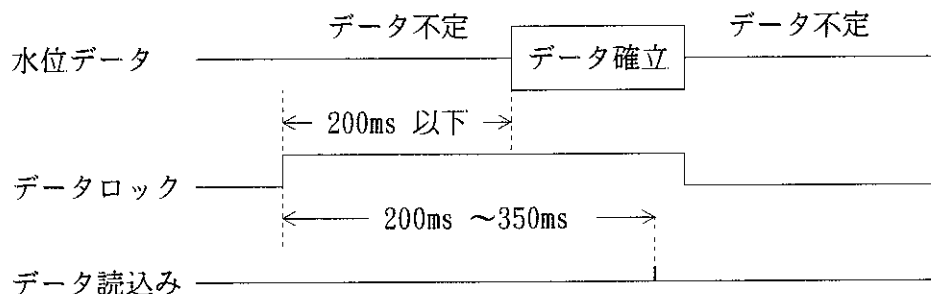 データ不定
データ不定
水位データ
データ確立
200ms 以下
データロック
200ms ～350ms
データ読込み